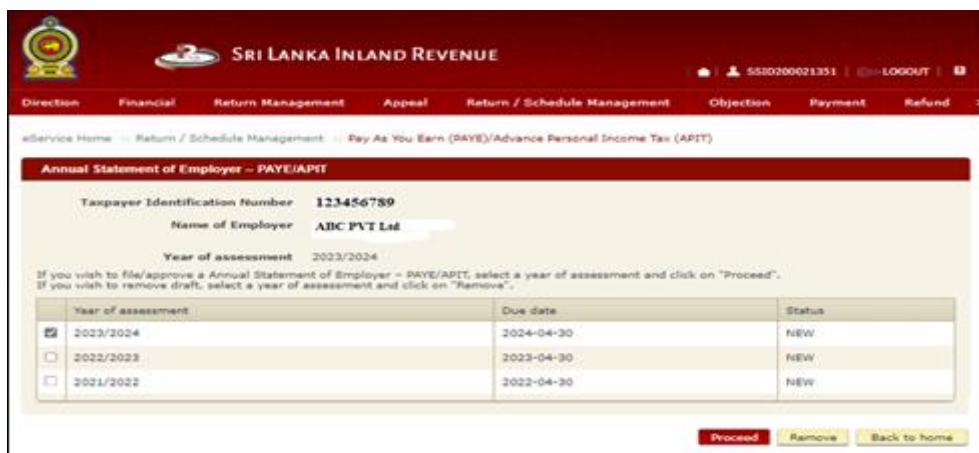 SRI LANKA INLAND REVENUE
SSID200021351 | LOGOUT
Direction Financial Return Management Appeal Return / Schedule Management Objection Payment Refund
eService Home :: Return / Schedule Management :: Pay As You Earn (PAYE)/Advance Personal Income Tax (APIT)
Annual Statement of Employer – PAYE/APIT
Taxpayer Identification Number 123456789
Name of Employer ABC PVT Ltd
Year of assessment 2023/2024
If you wish to file/approve a Annual Statement of Employer – PAYE/APIT, select a year of assessment and click on "Proceed".
If you wish to remove draft, select a year of assessment and click on "Remove".
Year of assessment Due date Status
2023/2024 2024-04-30 NEW
2022/2023 2023-04-30 NEW
2021/2022 2022-04-30 NEW
Proceed Remove Back to home